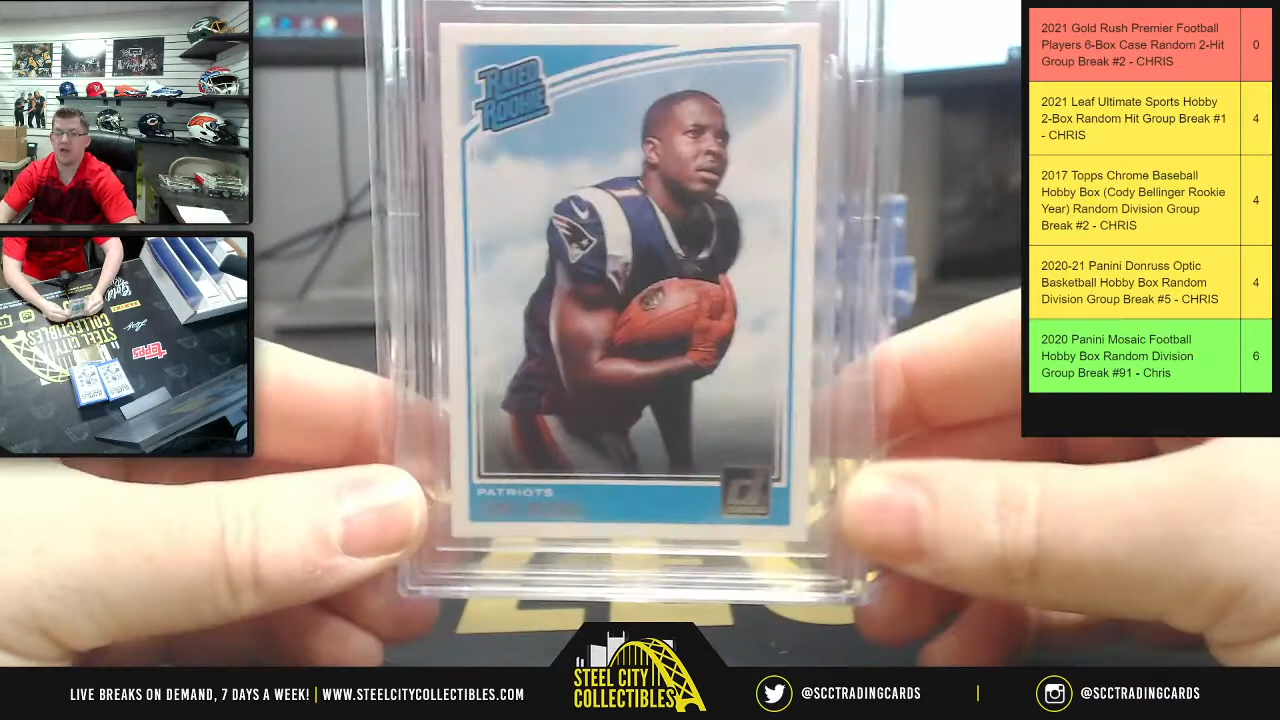 RATED
ROOKIE
PATRIOTS
2021 Gold Rush Premier Football
Players 6-Box Case Random 2-Hit
Group Break #2 - CHRIS
0
2021 Leaf Ultimate Sports Hobby
2-Box Random Hit Group Break #1
- CHRIS
4
2017 Topps Chrome Baseball
Hobby Box (Cody Bellinger Rookie
Year) Random Division Group
Break #2 - CHRIS
4
2020-21 Panini Donruss Optic
Basketball Hobby Box Random
Division Group Break #5 - CHRIS
4
2020 Panini Mosaic Football
Hobby Box Random Division
Group Break #91 - Chris
6
STEEL CITY
COLLECTIBLES
topps
LIVE BREAKS ON DEMAND, 7 DAYS A WEEK! | WWW.STEELCITYCOLLECTIBLES.COM
STEEL CITY
COLLECTIBLES
@SCCTRADINGCARDS
@SCCTRADINGCARDS